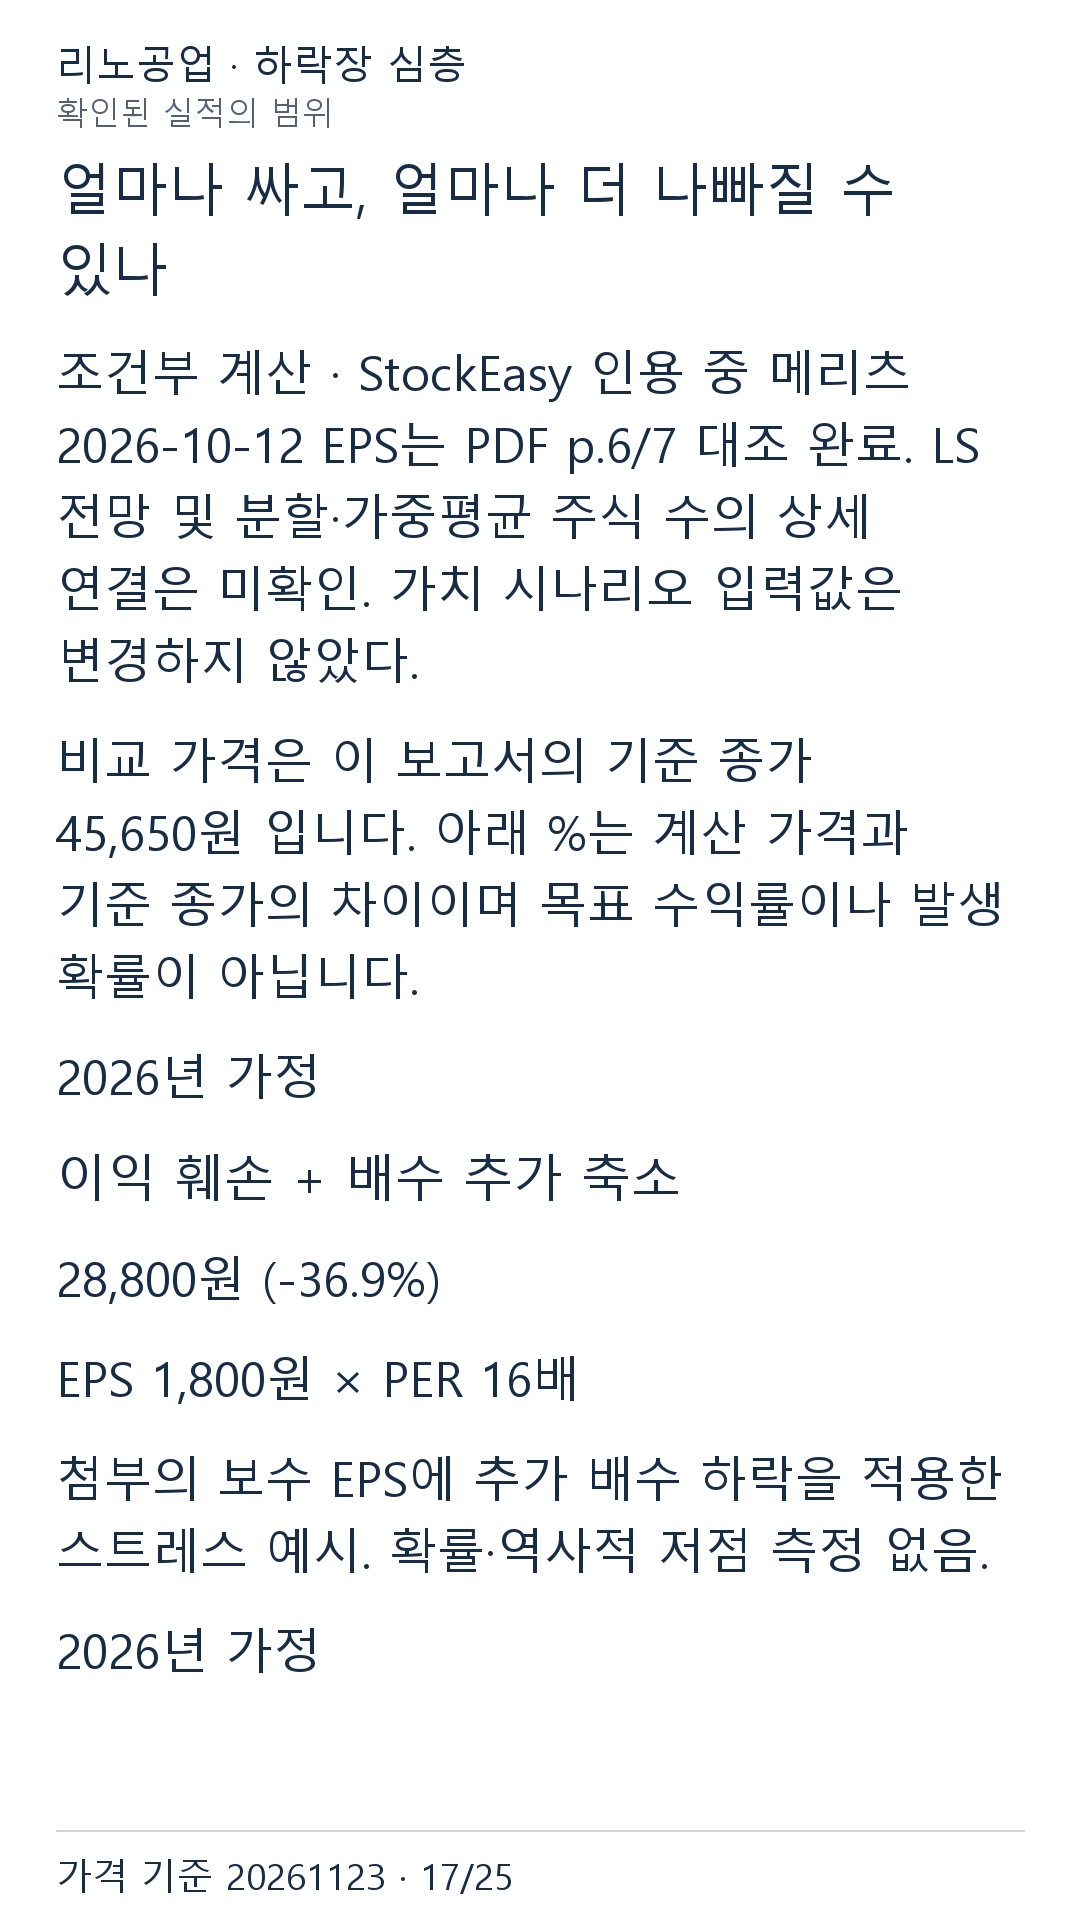 리노공업 · 하락장 심층
확인된 실적의 범위
얼마나 싸고, 얼마나 더 나빠질 수
있나
조건부 계산 · StockEasy 인용 중 메리츠
2026-10-12 EPS는 PDF p.6/7 대조 완료. LS
전망 및 분할·가중평균 주식 수의 상세
연결은 미확인. 가치 시나리오 입력값은
변경하지 않았다.
비교 가격은 이 보고서의 기준 종가
45,650원 입니다. 아래 %는 계산 가격과
기준 종가의 차이이며 목표 수익률이나 발생
확률이 아닙니다.
2026년 가정
이익 훼손 + 배수 추가 축소
28,800원 (-36.9%)
EPS 1,800원 × PER 16배
첨부의 보수 EPS에 추가 배수 하락을 적용한
스트레스 예시. 확률·역사적 저점 측정 없음.
2026년 가정
가격 기준 20261123 · 17/25